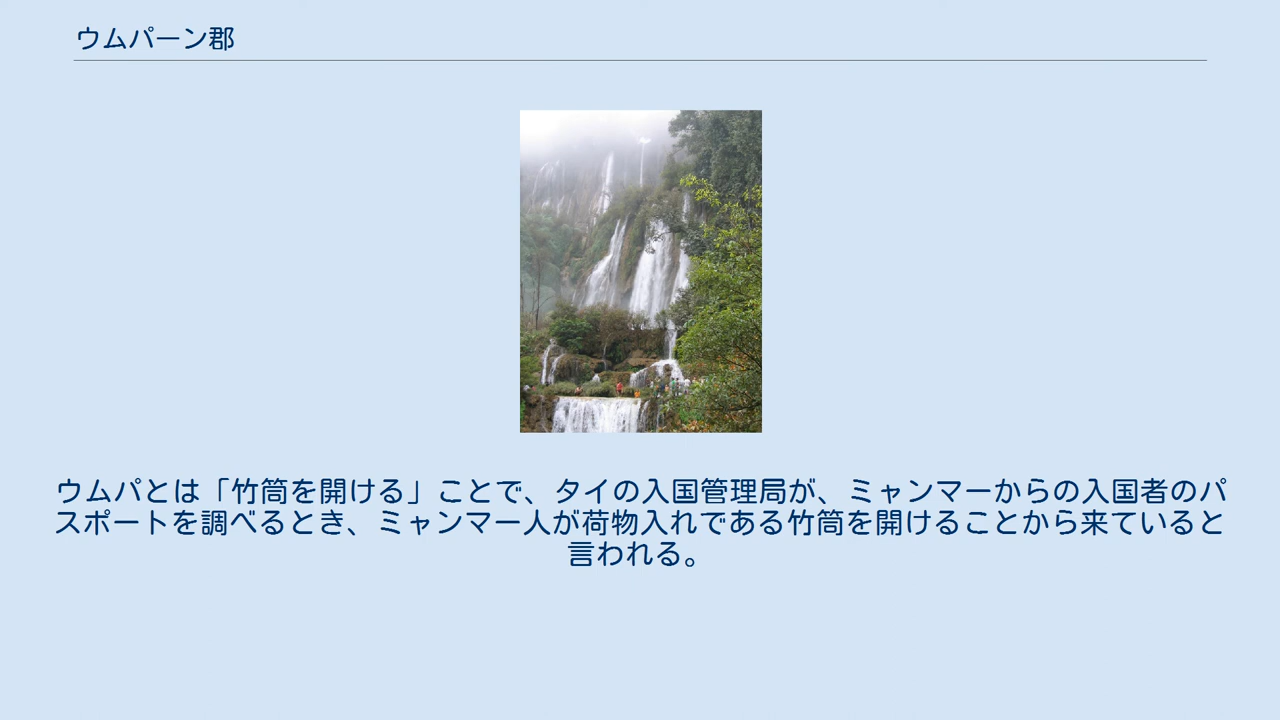 ウムパーン郡
ウムパとは「竹筒を開ける」ことで、タイの入国管理局が、ミャンマーからの入国者のパ
スポートを調べるとき、ミャンマー人が荷物入れである竹筒を開けることから来ていると
言われる。